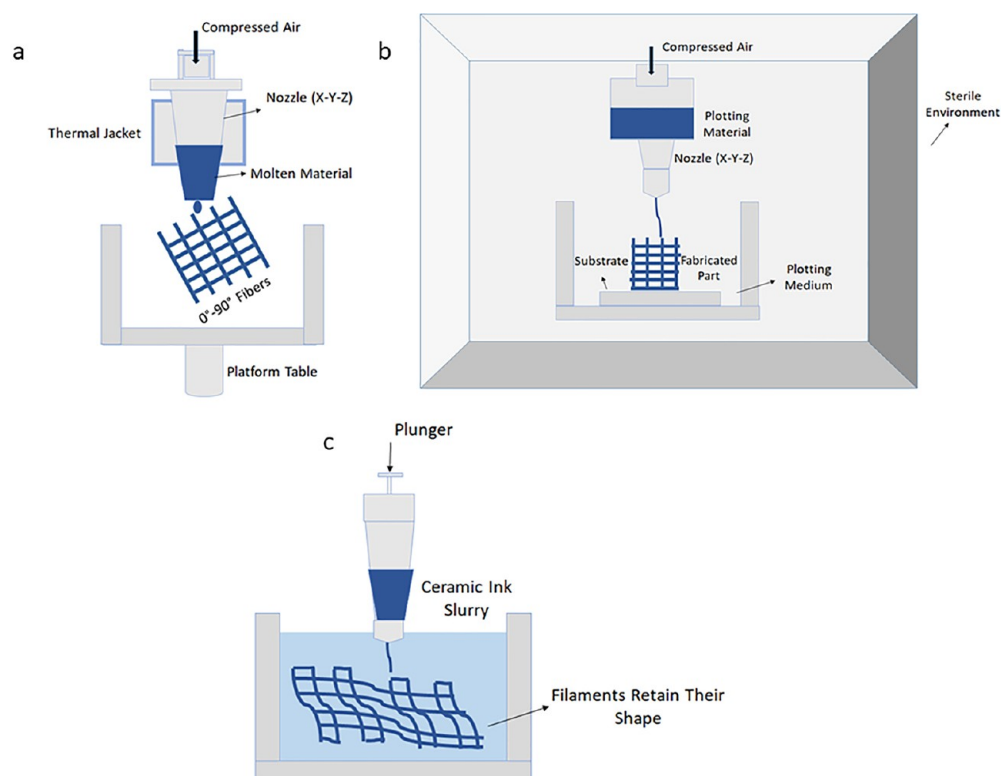 a
Compressed Air
Nozzle (X-Y-Z)
Thermal Jacket
Molten Material
0°-90° Fibers
Platform Table
b
Compressed Air
Sterile
Environment
Plotting
Material
Nozzle (X-Y-Z)
Substrate
Fabricated
Part
Plotting
Medium
c
Plunger
Ceramic Ink
Slurry
Filaments Retain Their
Shape